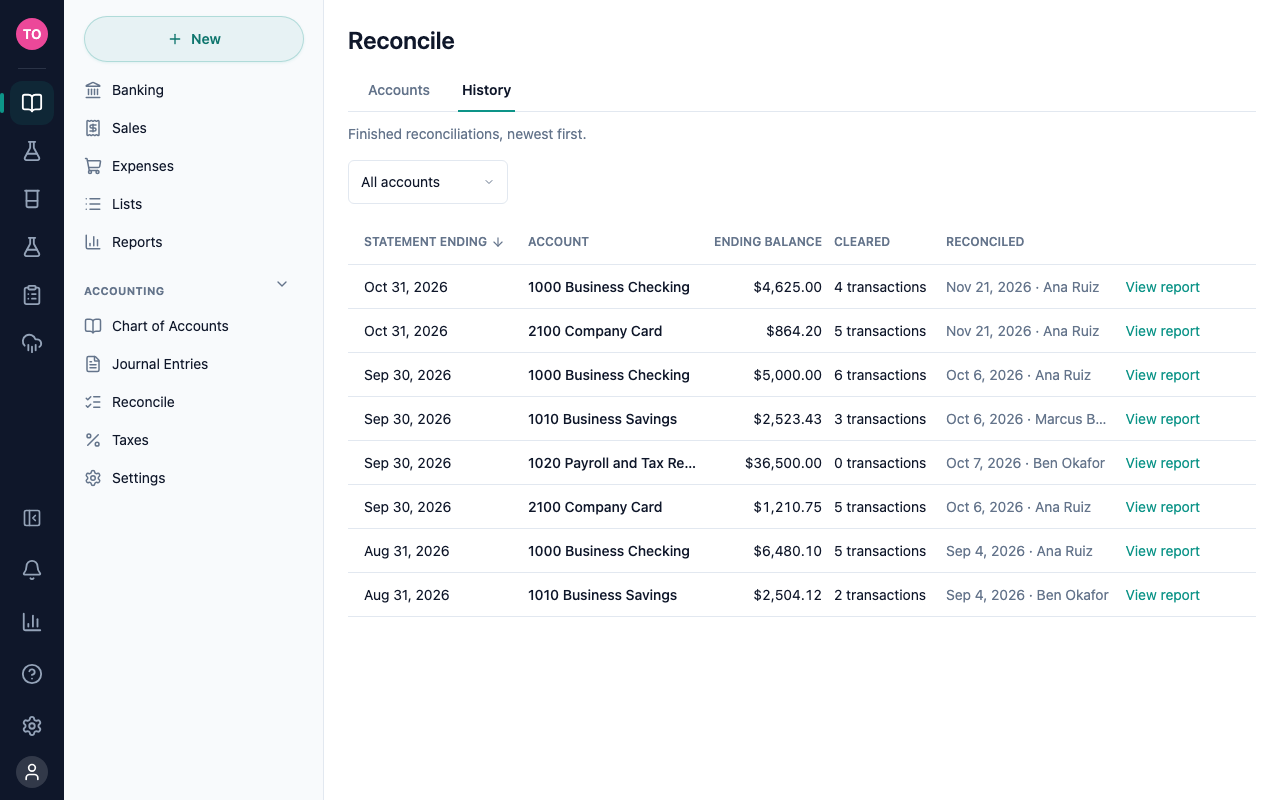 TO
New
Banking
Sales
Expenses
Lists
Reports
ACCOUNTING
Chart of Accounts
Journal Entries
Reconcile
Taxes
Settings
Reconcile
Accounts History
Finished reconciliations, newest first.
All accounts
STATEMENT ENDING ACCOUNT ENDING BALANCE CLEARED RECONCILED
Oct 31, 2026 1000 Business Checking $4,625.00 4 transactions Nov 21, 2026 · Ana Ruiz View report
Oct 31, 2026 2100 Company Card $864.20 5 transactions Nov 21, 2026 · Ana Ruiz View report
Sep 30, 2026 1000 Business Checking $5,000.00 6 transactions Oct 6, 2026 · Ana Ruiz View report
Sep 30, 2026 1010 Business Savings $2,523.43 3 transactions Oct 6, 2026 · Marcus B... View report
Sep 30, 2026 1020 Payroll and Tax Re... $36,500.00 0 transactions Oct 7, 2026 · Ben Okafor View report
Sep 30, 2026 2100 Company Card $1,210.75 5 transactions Oct 6, 2026 · Ana Ruiz View report
Aug 31, 2026 1000 Business Checking $6,480.10 5 transactions Sep 4, 2026 · Ana Ruiz View report
Aug 31, 2026 1010 Business Savings $2,504.12 2 transactions Sep 4, 2026 · Ben Okafor View report